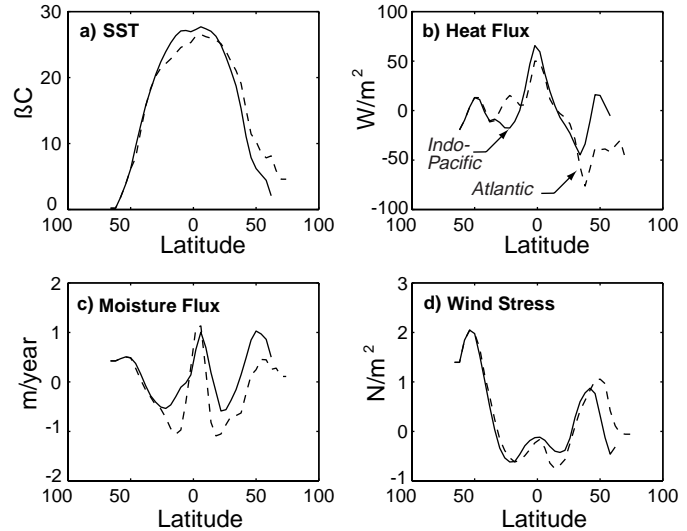 a) SST
30
20
10
0
ßC
100
50
0
50
100
Latitude
b) Heat Flux
100
50
0
-50
-100
W/m²
Indo-
Pacific
Atlantic
100
50
0
50
100
Latitude
c) Moisture Flux
2
1
0
-1
-2
m/year
100
50
0
50
100
Latitude
d) Wind Stress
3
2
1
0
-1
N/m²
100
50
0
50
100
Latitude